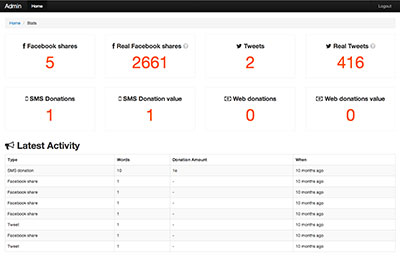 Admin Home Logout
Home / Stats
Facebook shares Real Facebook shares Tweets Real Tweets
5 2661 2 416
SMS Donations SMS Donation value Web donations Web donations value
1 1 0 0
Latest Activity
Type Words Donation Amount When
SMS donation 10 10 months ago
Facebook share 1 - 10 months ago
Facebook share 1 - 10 months ago
Facebook share 1 - 10 months ago
Facebook share 1 - 10 months ago
Tweet 1 - 10 months ago
Facebook share 1 - 10 months ago
Tweet 1 - 10 months ago